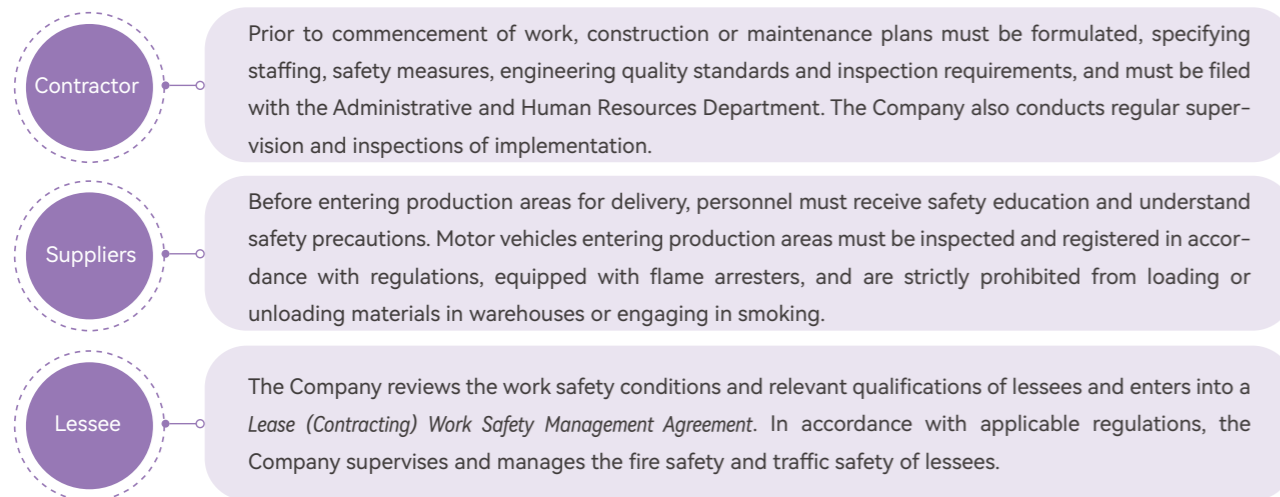 Contractor
Prior to commencement of work, construction or maintenance plans must be formulated, specifying
staffing, safety measures, engineering quality standards and inspection requirements, and must be filed
with the Administrative and Human Resources Department. The Company also conducts regular super-
vision and inspections of implementation.
Suppliers
Before entering production areas for delivery, personnel must receive safety education and understand
safety precautions. Motor vehicles entering production areas must be inspected and registered in accor-
dance with regulations, equipped with flame arresters, and are strictly prohibited from loading or
unloading materials in warehouses or engaging in smoking.
Lessee
The Company reviews the work safety conditions and relevant qualifications of lessees and enters into a
Lease (Contracting) Work Safety Management Agreement. In accordance with applicable regulations, the
Company supervises and manages the fire safety and traffic safety of lessees.